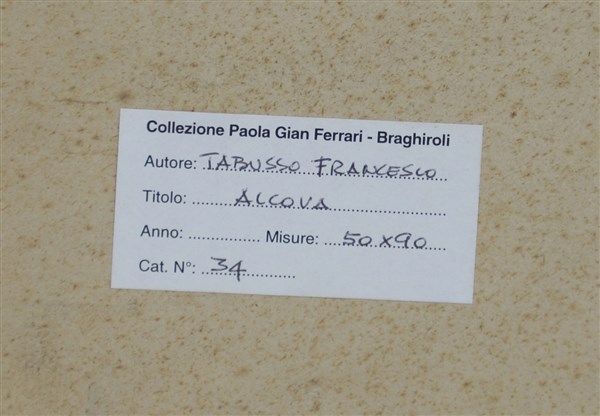 Collezione Paola Gian Ferrari - Braghiroli
Autore: TABUSSO FRANCESCO
Titolo: ALCOVA
Anno: .................. Misure: 50x90
Cat. N°: 34